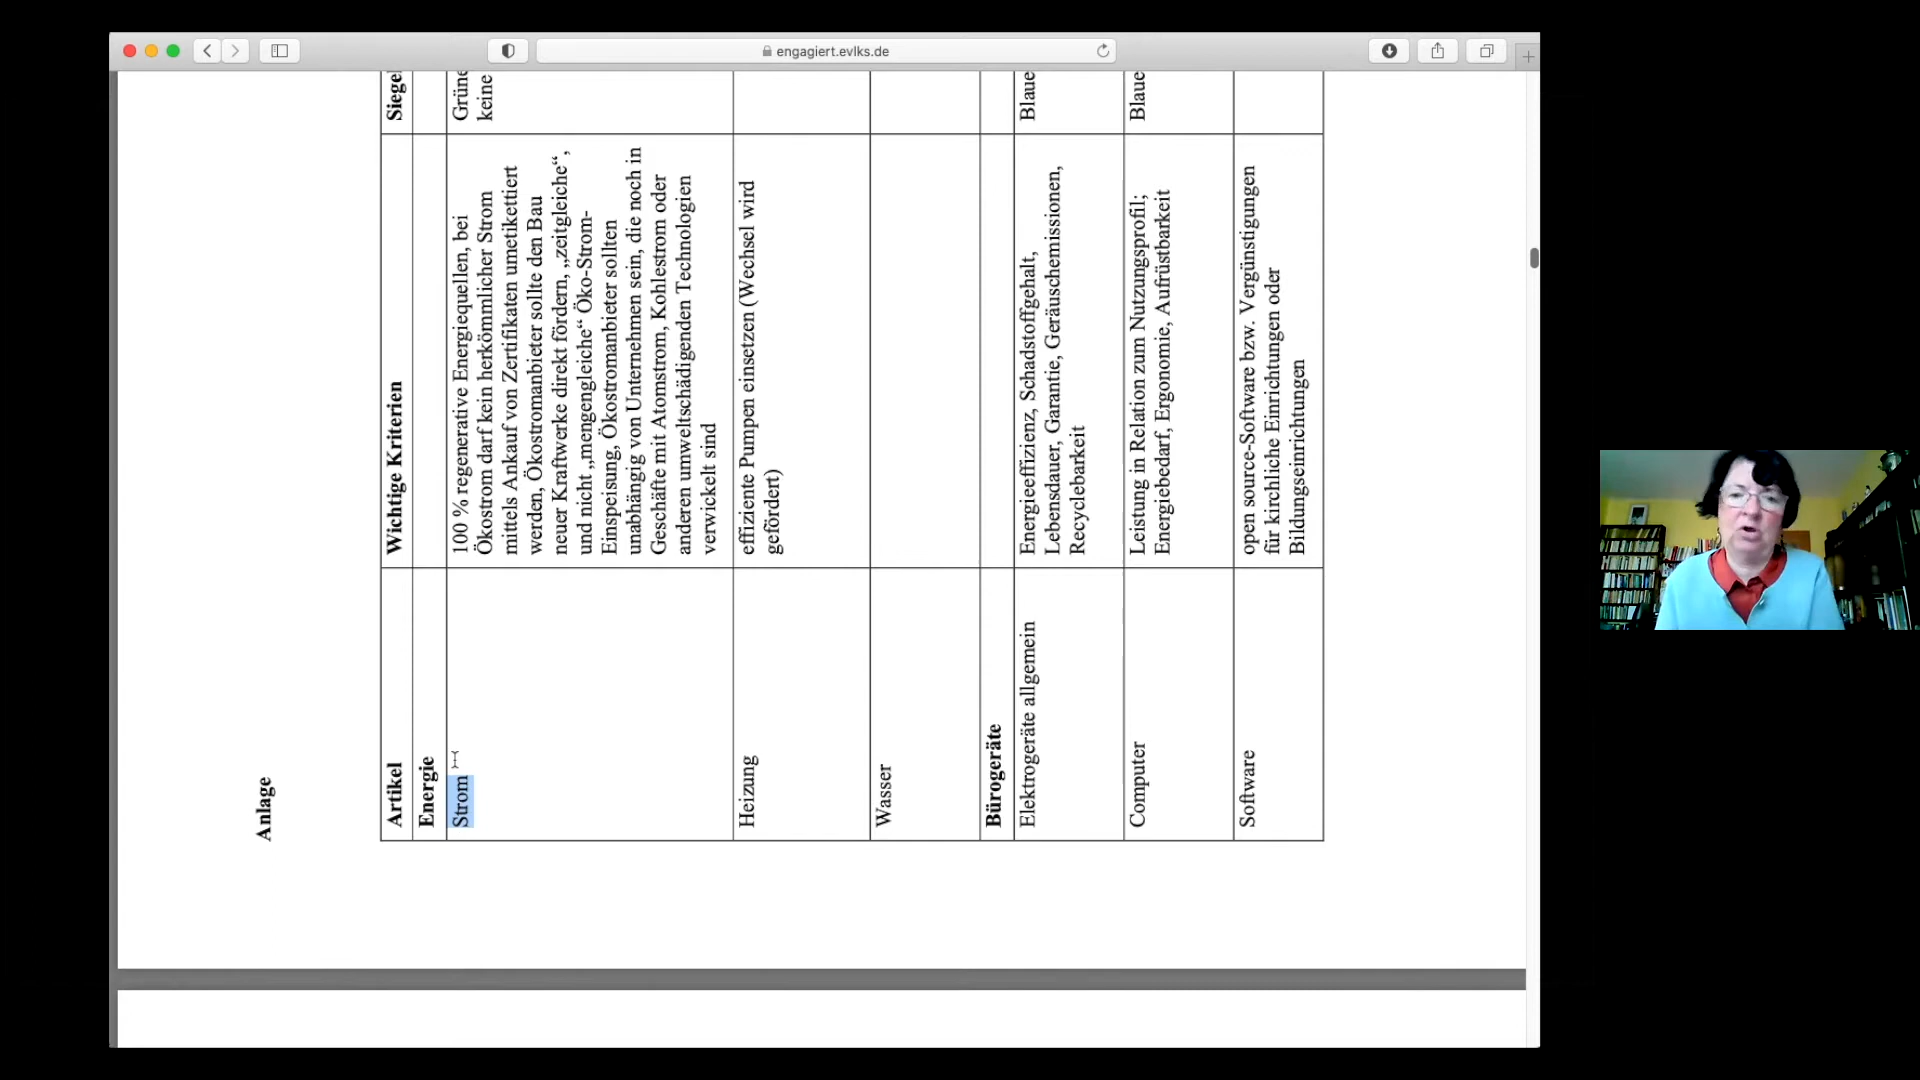 engagiert.evlks.de
Anlage
Artikel
Wichtige Kriterien
Siegel
Energie
Strom
100 % regenerative Energiequellen, bei
Ökostrom darf kein herkömmlicher Strom
mittels Ankauf von Zertifikaten umetikettiert
werden, Ökostromanbieter sollte den Bau
neuer Kraftwerke direkt fördern, „zeitgleiche“,
und nicht „mengengleiche“ Öko-Strom-
Einspeisung, Ökostromanbieter sollten
unabhängig von Unternehmen sein, die noch in
Geschäfte mit Atomstrom, Kohlestrom oder
anderen umweltschädigenden Technologien
verwickelt sind
Grüne
keine
Heizung
effiziente Pumpen einsetzen (Wechsel wird
gefördert)
Wasser
Bürogeräte
Elektrogeräte allgemein
Energieeffizienz, Schadstoffgehalt,
Lebensdauer, Garantie, Geräuschemissionen,
Recyclebarkeit
Blaue
Computer
Leistung in Relation zum Nutzungsprofil;
Energiebedarf, Ergonomie, Aufrüstbarkeit
Blaue
Software
open source-Software bzw. Vergünstigungen
für kirchliche Einrichtungen oder
Bildungseinrichtungen